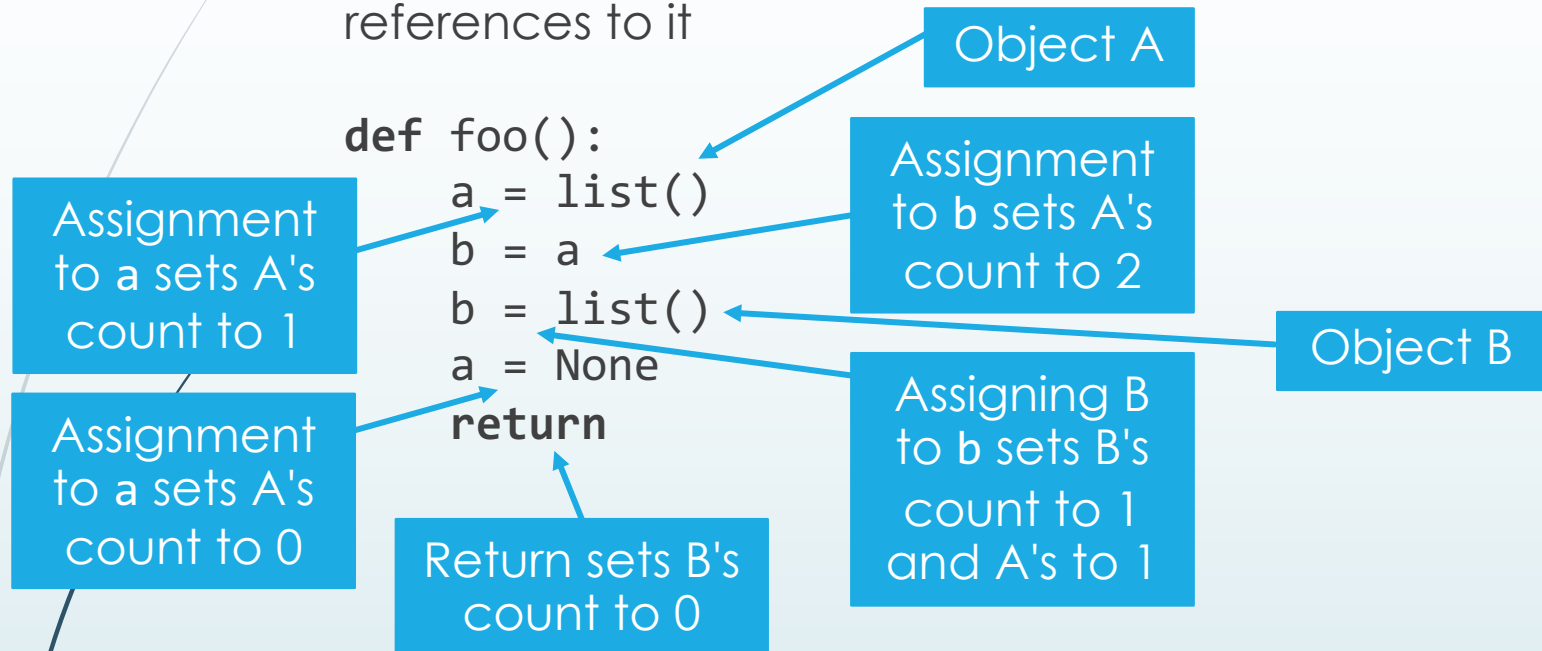 references to it
Object A
def foo():
a = list()
b = a
b = list()
a = None
return
Assignment
to a sets A's
count to 1
Assignment
to b sets A's
count to 2
Object B
Assignment
to a sets A's
count to 0
Assigning B
to b sets B's
count to 1
and A's to 1
Return sets B's
count to 0